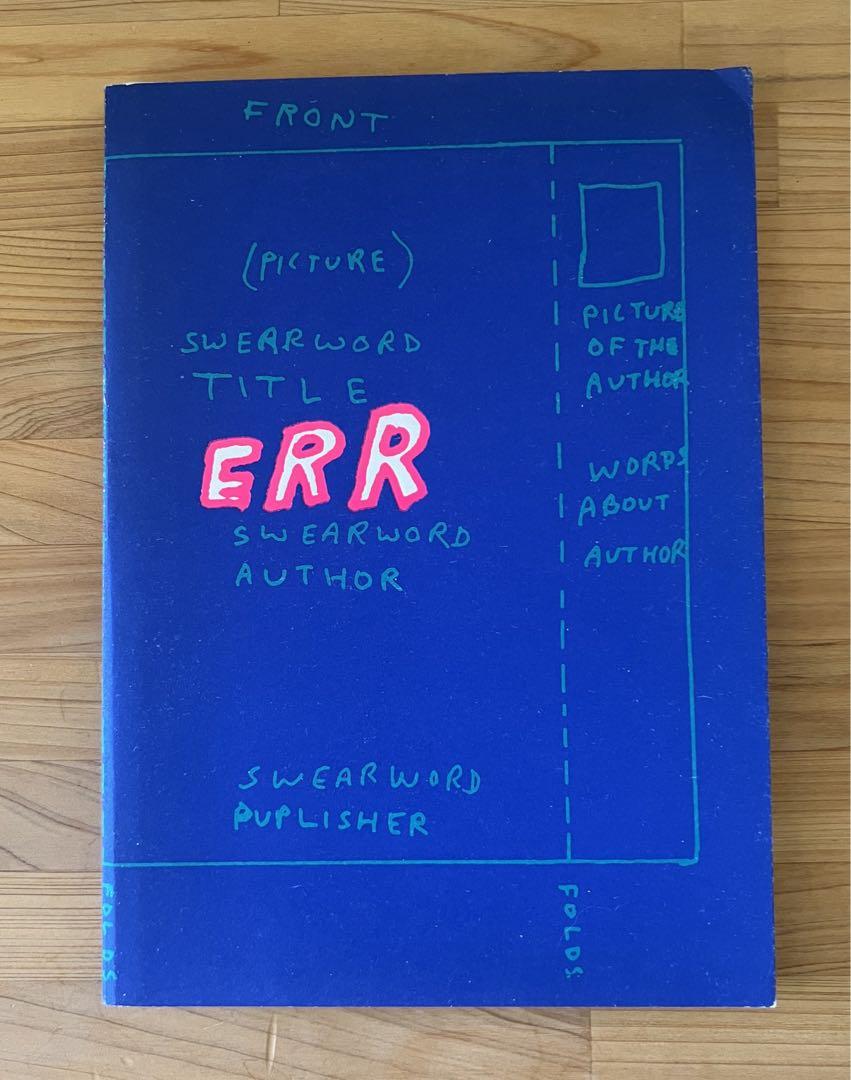 FRONT
(PICTURE)
SWEARWORD
TITLE
ERR
SWEARWORD
AUTHOR
SWEARWORD
PUPLISHER
PICTURE
OF THE
AUTHOR
WORDS
ABOUT
AUTHOR
FOLDS
FOLDS